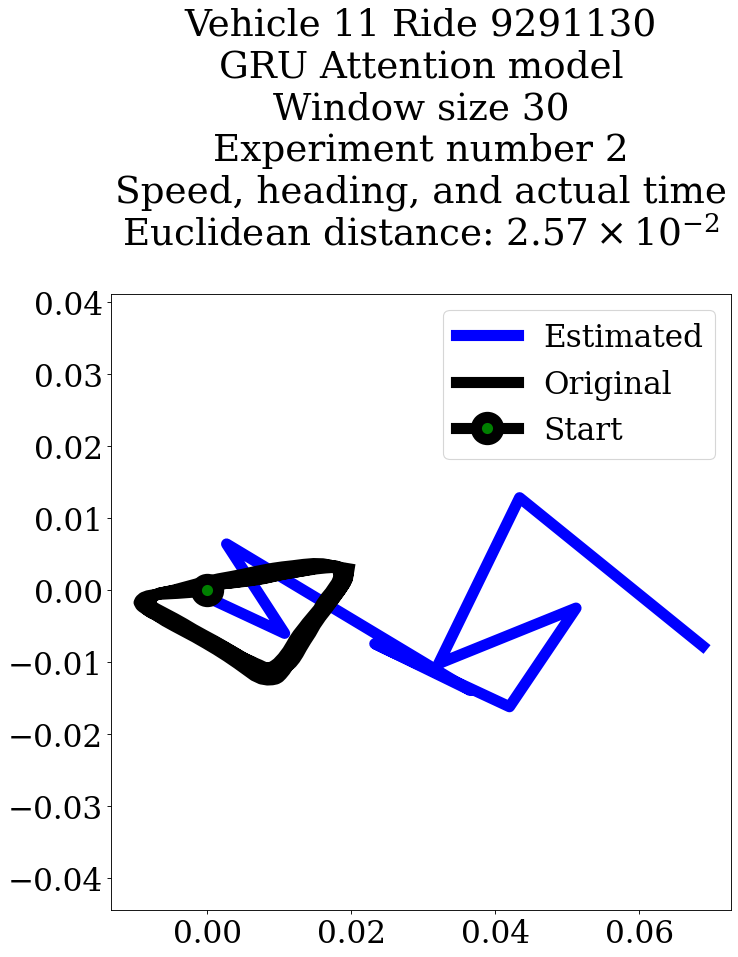 Vehicle 11 Ride 9291130
GRU Attention model
Window size 30
Experiment number 2
Speed, heading, and actual time
Euclidean distance: 2.57 × 10⁻²
0.04
0.03
0.02
0.01
0.00
−0.01
−0.02
−0.03
−0.04
Estimated
Original
Start
0.00 0.02 0.04 0.06